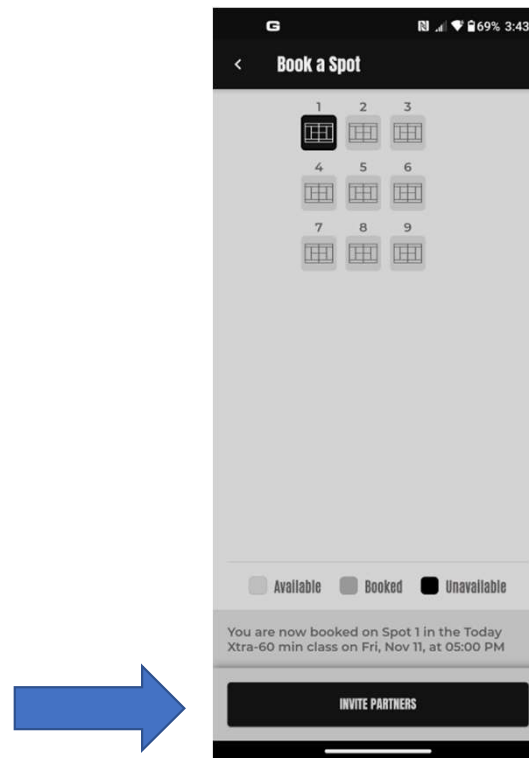 G 69% 3:43
Book a Spot
1 2 3
4 5 6
7 8 9
Available Booked Unavailable
You are now booked on Spot 1 in the Today
Xtra-60 min class on Fri, Nov 11, at 05:00 PM
INVITE PARTNERS